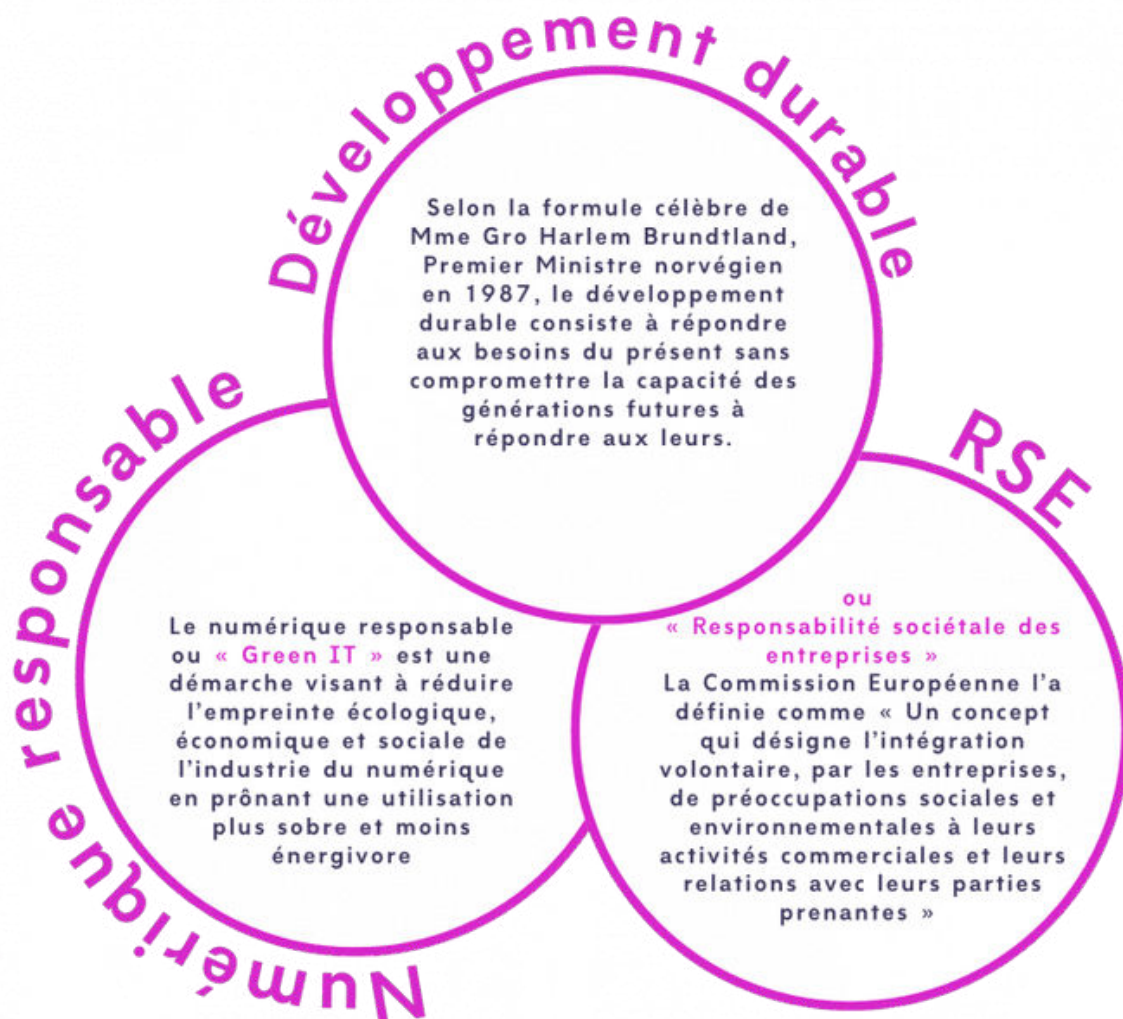 Développement durable
Selon la formule célèbre de
Mme Gro Harlem Brundtland,
Premier Ministre norvégien
en 1987, le développement
durable consiste à répondre
aux besoins du présent sans
compromettre la capacité des
générations futures à
répondre aux leurs.
Numérique responsable
Le numérique responsable
ou « Green IT » est une
démarche visant à réduire
l'empreinte écologique,
économique et sociale de
l'industrie du numérique
en prônant une utilisation
plus sobre et moins
énergivore
RSE
ou
« Responsabilité sociétale des
entreprises »
La Commission Européenne l'a
définie comme « Un concept
qui désigne l'intégration
volontaire, par les entreprises,
de préoccupations sociales et
environnementales à leurs
activités commerciales et leurs
relations avec leurs parties
prenantes »